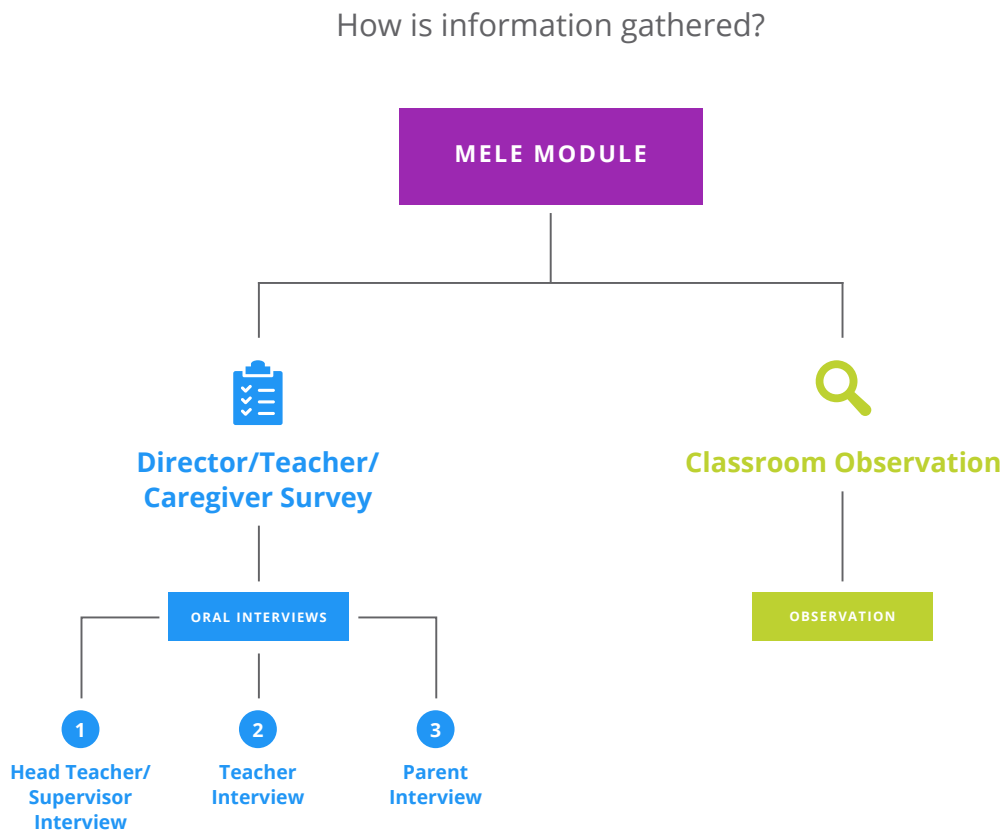 How is information gathered?
MELE MODULE
Director/Teacher/
Caregiver Survey
Classroom Observation
ORAL INTERVIEWS
OBSERVATION
1
Head Teacher/
Supervisor
Interview
2
Teacher
Interview
3
Parent
Interview